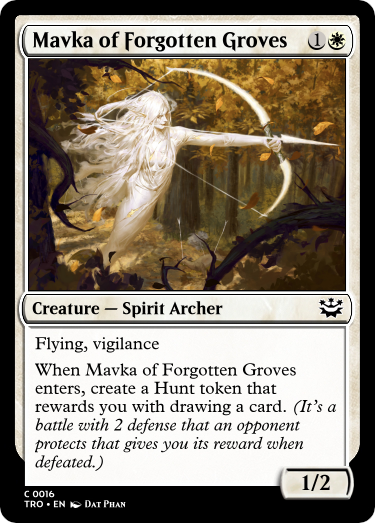 Mavka of Forgotten Groves 1
Creature — Spirit Archer
Flying, vigilance
When Mavka of Forgotten Groves
enters, create a Hunt token that
rewards you with drawing a card. (It's a
battle with 2 defense that an opponent
protects that gives you its reward when
defeated.)
1/2
C 0016
TRO • EN Dat Phan